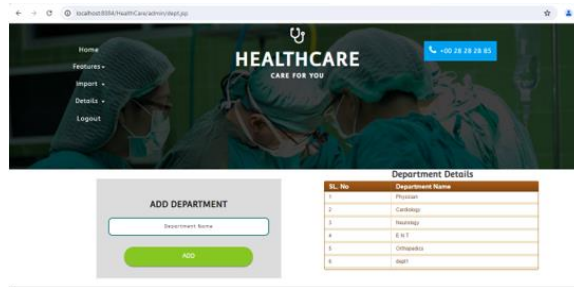 localhost:8084/HealthCare/admin/dept.jsp
Home
Features
Import
Details
Logout
HEALTHCARE
CARE FOR YOU
+00 28 28 28 85
ADD DEPARTMENT
Department Name
ADD
Department Details
SL. No Department Name
1 Physician
2 Cardiology
3 Neurology
4 E N T
5 Orthopedics
6